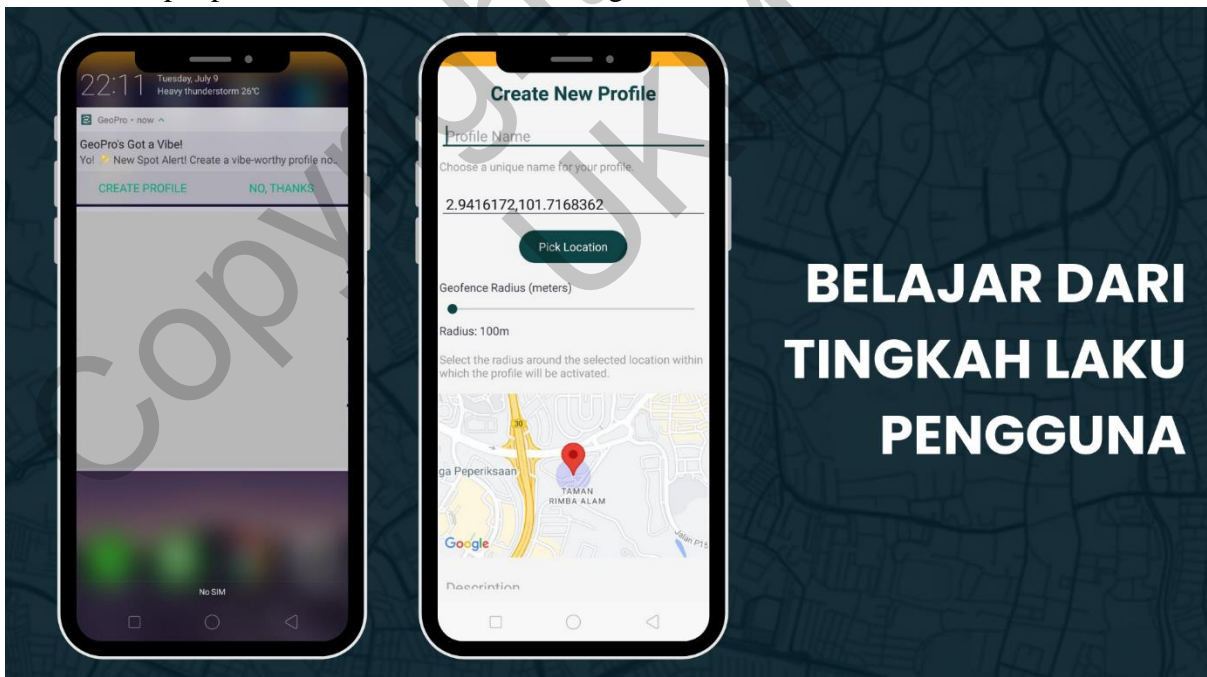 22:11
Tuesday, July 9
Heavy thunderstorm 26°C
GeoPro • now
GeoPro's Got a Vibe!
Yo! ✨ New Spot Alert! Create a vibe-worthy profile no..
CREATE PROFILE NO, THANKS
No SIM
Create New Profile
Profile Name
Choose a unique name for your profile.
2.9416172,101.7168362
Pick Location
Geofence Radius (meters)
Radius: 100m
Select the radius around the selected location within
which the profile will be activated.
30
ga Peperiksaan
TAMAN
RIMBA ALAM
Jalan P15
Google
Description
BELAJAR DARI
TINGKAH LAKU
PENGGUNA
Copyright
UKM